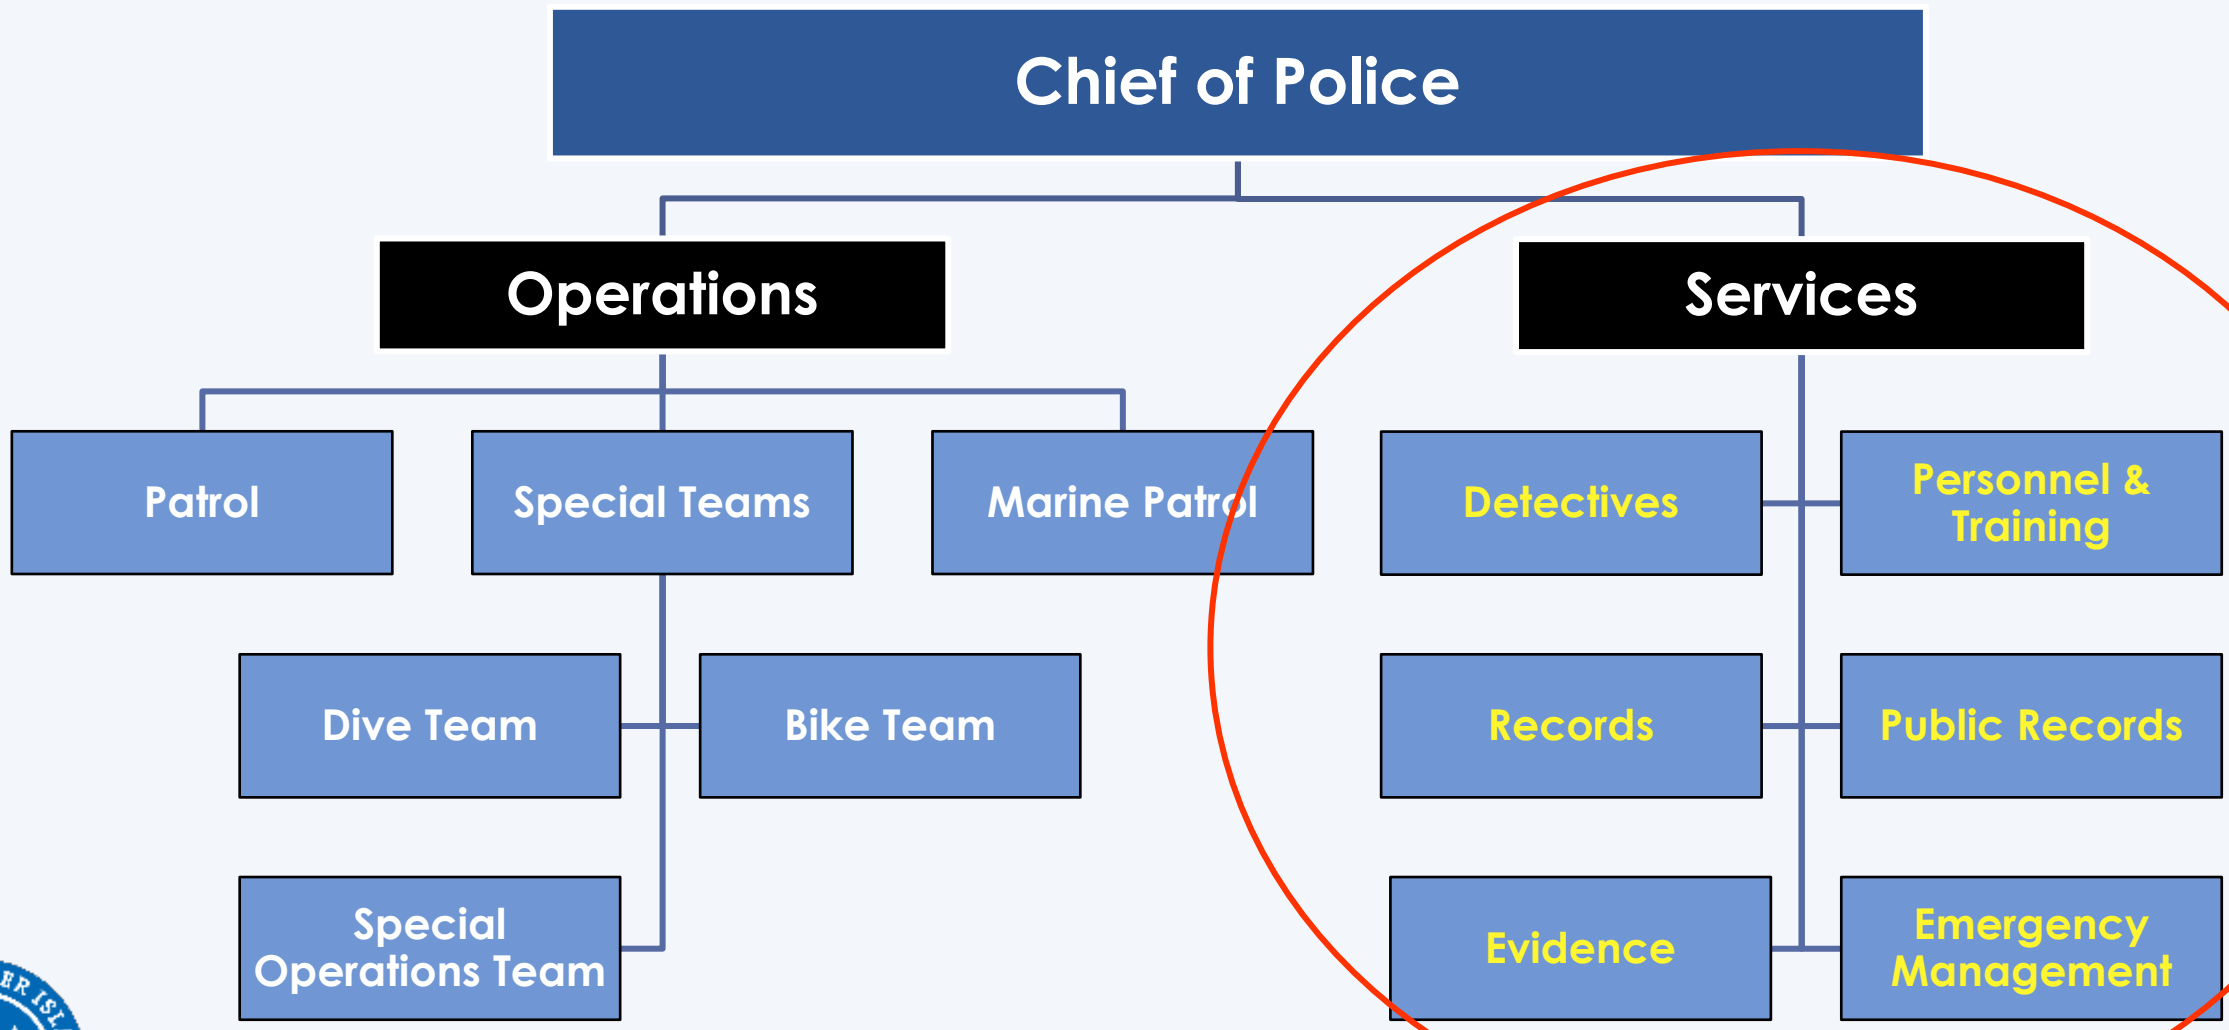 Chief of Police
Operations
Services
Patrol
Special Teams
Marine Patrol
Detectives
Personnel &
Training
Dive Team
Bike Team
Records
Public Records
Special
Operations Team
Evidence
Emergency
Management